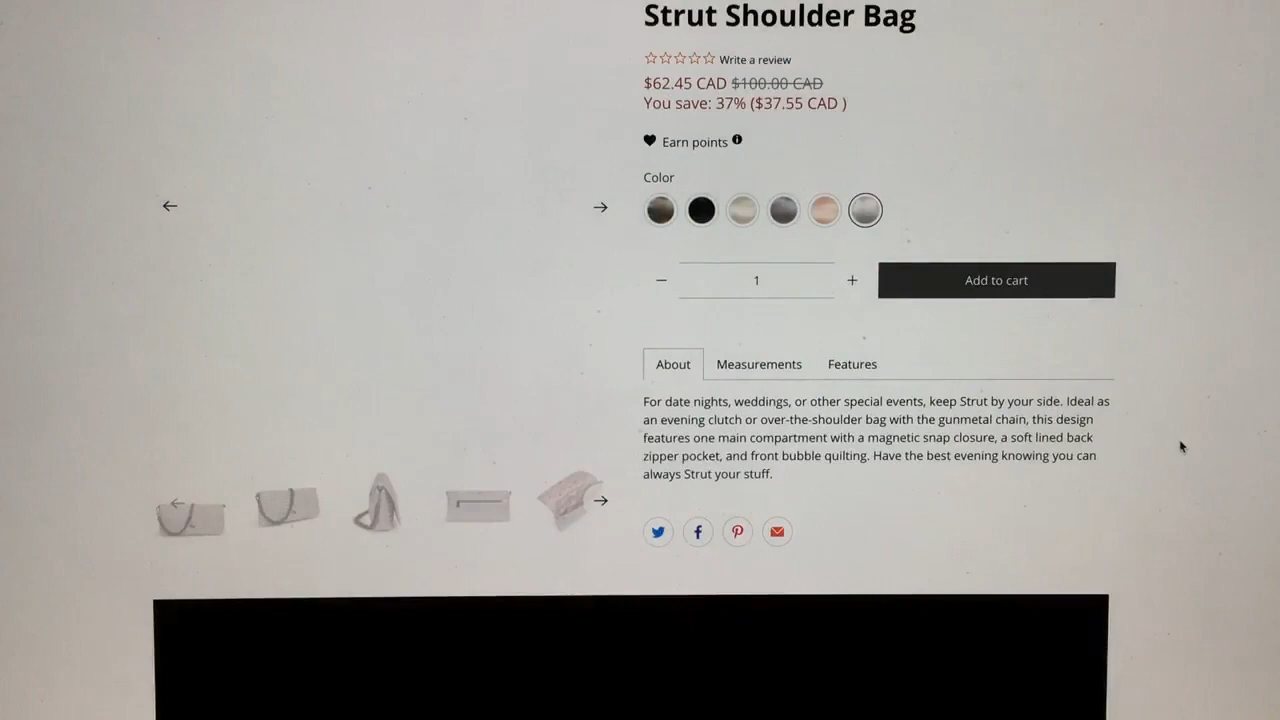 Strut Shoulder Bag
Write a review
$62.45 CAD $100.00 CAD
You save: 37% ($37.55 CAD )
Earn points
Color
1
Add to cart
About Measurements Features
For date nights, weddings, or other special events, keep Strut by your side. Ideal as
an evening clutch or over-the-shoulder bag with the gunmetal chain, this design
features one main compartment with a magnetic snap closure, a soft lined back
zipper pocket, and front bubble quilting. Have the best evening knowing you can
always Strut your stuff.